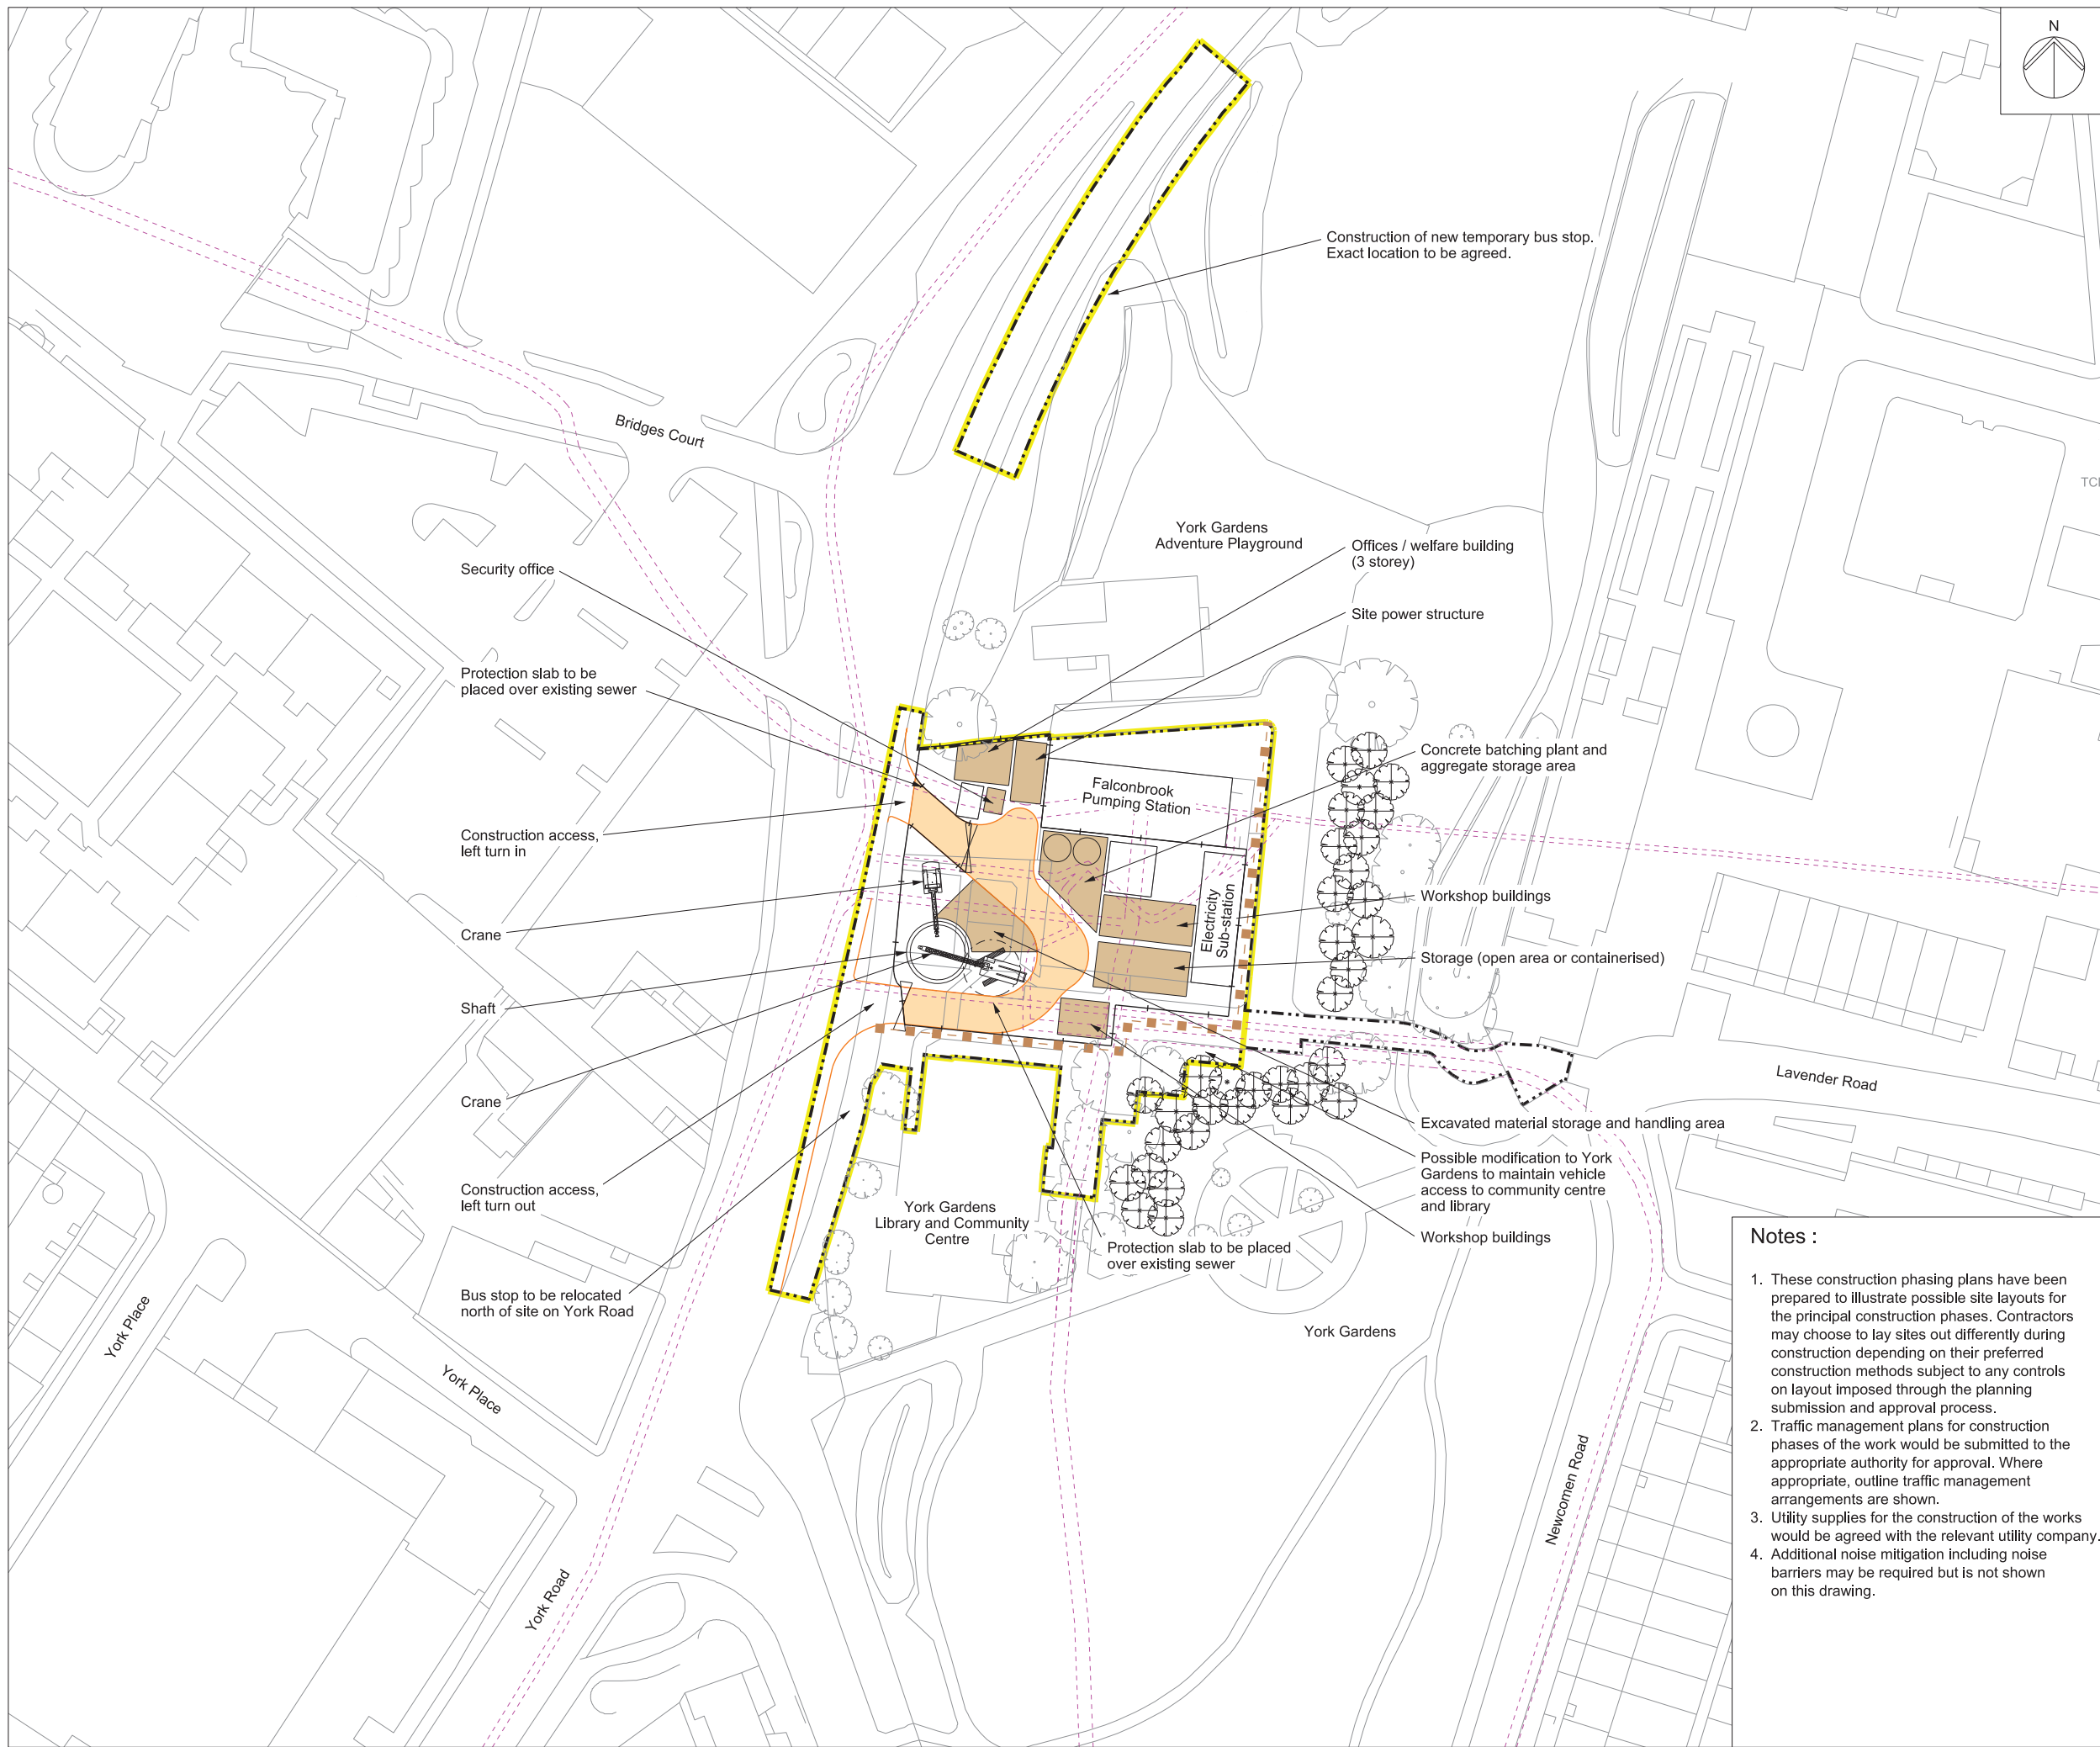 N
Construction of new temporary bus stop.
Exact location to be agreed.
Bridges Court
TCB
York Gardens
Adventure Playground
Offices / welfare building
(3 storey)
Security office
Site power structure
Protection slab to be
placed over existing sewer
Concrete batching plant and
aggregate storage area
Falconbrook
Pumping Station
Construction access,
left turn in
Workshop buildings
Electricity
Sub-station
Crane
Storage (open area or containerised)
Shaft
Lavender Road
Crane
Excavated material storage and handling area
Possible modification to York
Gardens to maintain vehicle
access to community centre
and library
Construction access,
left turn out
York Gardens
Library and Community
Centre
Workshop buildings
Protection slab to be placed
over existing sewer
Bus stop to be relocated
north of site on York Road
York Gardens
York Place
York Place
York Road
Newcomen Road
Notes :
1. These construction phasing plans have been
prepared to illustrate possible site layouts for
the principal construction phases. Contractors
may choose to lay sites out differently during
construction depending on their preferred
construction methods subject to any controls
on layout imposed through the planning
submission and approval process.
2. Traffic management plans for construction
phases of the work would be submitted to the
appropriate authority for approval. Where
appropriate, outline traffic management
arrangements are shown.
3. Utility supplies for the construction of the works
would be agreed with the relevant utility company.
4. Additional noise mitigation including noise
barriers may be required but is not shown
on this drawing.